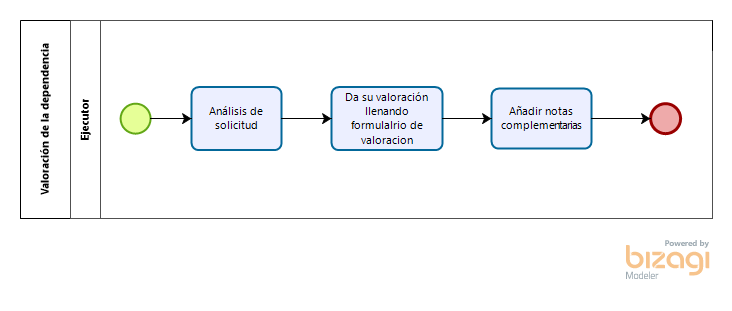 Valoración de la dependencia
Ejecutor
Análisis de
solicitud
Da su valoración
llenando
formulalrio de
valoracion
Añadir notas
complementarias
Powered by
bizagi
Modeler